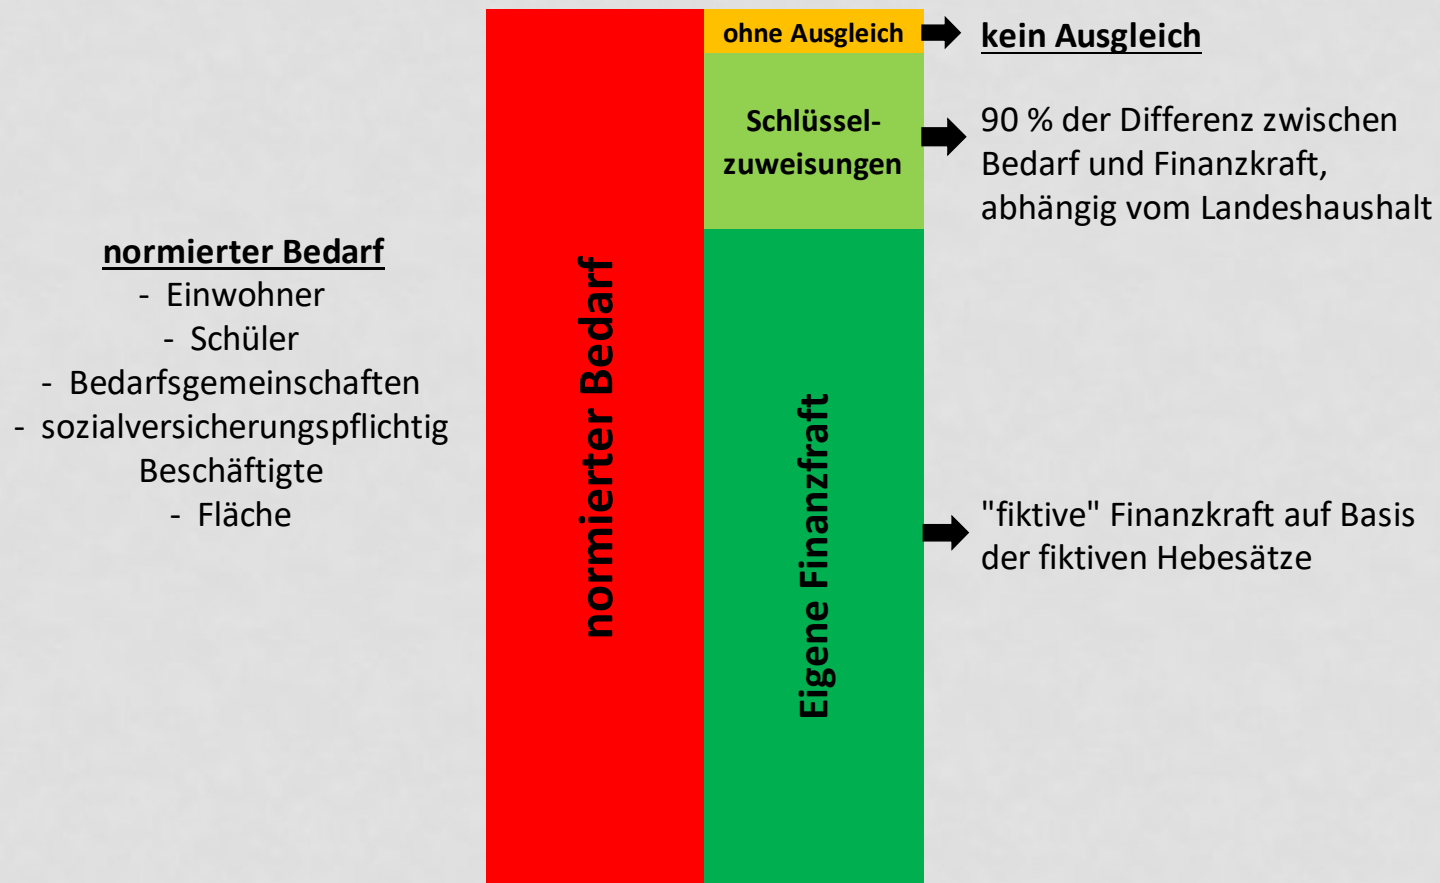 normierter Bedarf
- Einwohner
- Schüler
- Bedarfsgemeinschaften
- sozialversicherungspflichtig
Beschäftigte
- Fläche
normierter Bedarf
ohne Ausgleich
Schlüssel-
zuweisungen
Eigene Finanzfraft
kein Ausgleich
90 % der Differenz zwischen
Bedarf und Finanzkraft,
abhängig vom Landeshaushalt
"fiktive" Finanzkraft auf Basis
der fiktiven Hebesätze